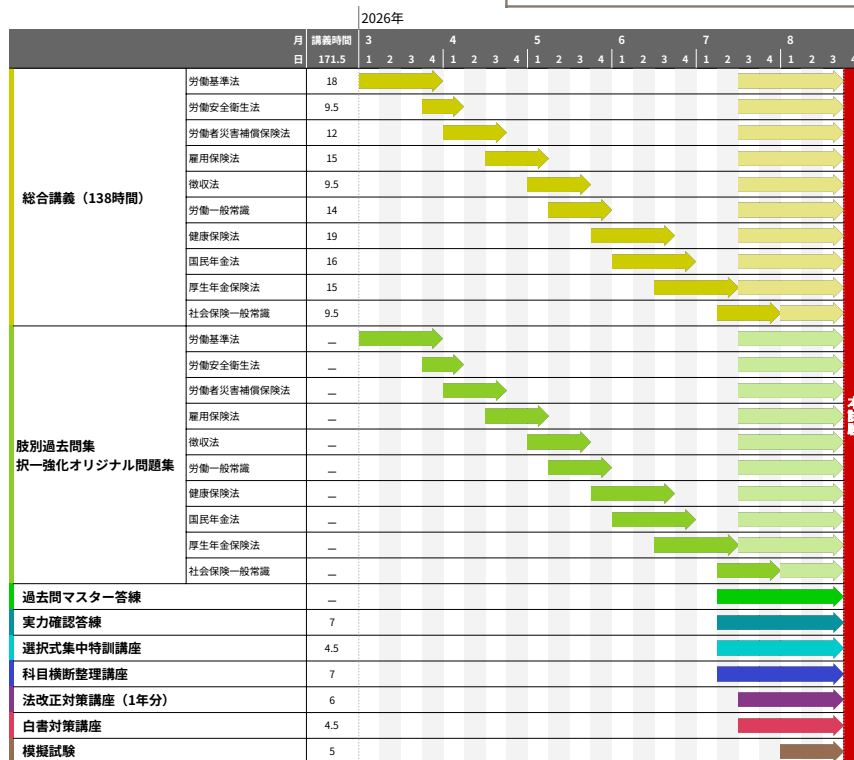 2026年
月 講義時間 3 4 5 6 7 8
日 171.5 1 2 3 4 1 2 3 4 1 2 3 4 1 2 3 4 1 2 3 4 1 2 3 4
総合講義（138時間）
労働基準法 18
労働安全衛生法 9.5
労働者災害補償保険法 12
雇用保険法 15
徴収法 9.5
労働一般常識 14
健康保険法 19
国民年金法 16
厚生年金保険法 15
社会保険一般常識 9.5
肢別過去問集
択一強化オリジナル問題集
労働基準法 ―
労働安全衛生法 ―
労働者災害補償保険法 ―
雇用保険法 ―
徴収法 ―
労働一般常識 ―
健康保険法 ―
国民年金法 ―
厚生年金保険法 ―
社会保険一般常識 ―
過去問マスター答練 ―
実力確認答練 7
選択式集中特訓講座 4.5
科目横断整理講座 7
法改正対策講座（1年分） 6
白書対策講座 4.5
模擬試験 5